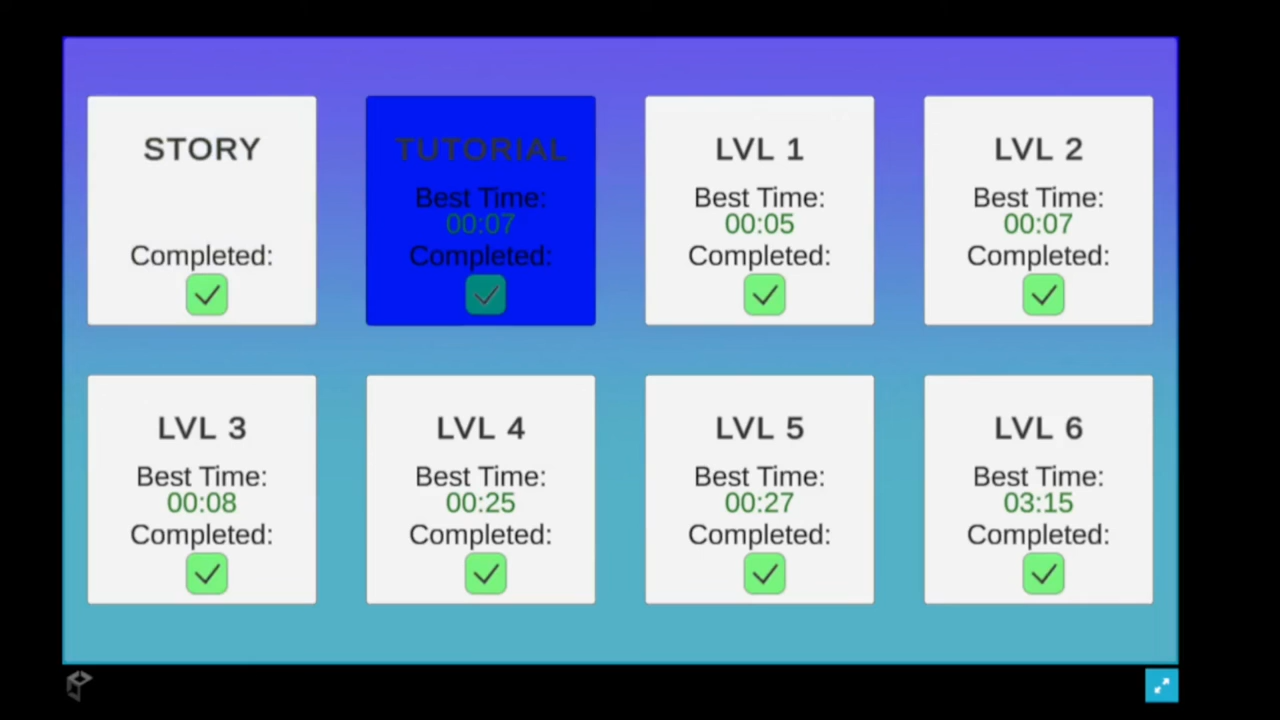 STORY
Completed:
TUTORIAL
Best Time:
00:07
Completed:
LVL 1
Best Time:
00:05
Completed:
LVL 2
Best Time:
00:07
Completed:
LVL 3
Best Time:
00:08
Completed:
LVL 4
Best Time:
00:25
Completed:
LVL 5
Best Time:
00:27
Completed:
LVL 6
Best Time:
03:15
Completed: